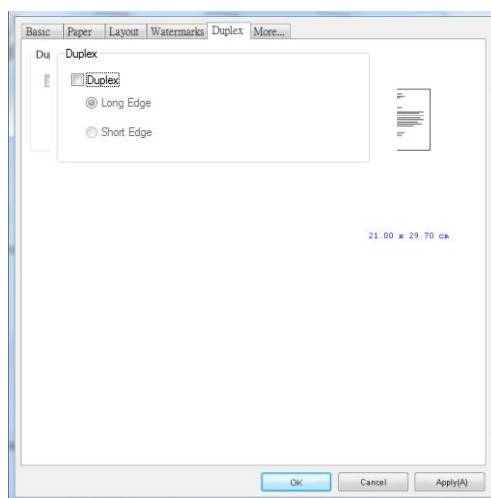 Basic Paper Layout Watermarks Duplex More...
Du Duplex
Duplex
Long Edge
Short Edge
21.00 x 29.70 cm
OK Cancel Apply(A)